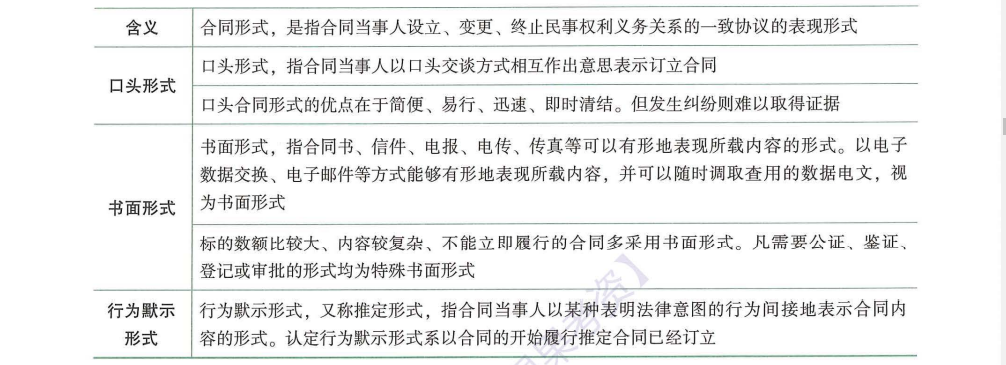 含义
合同形式，是指合同当事人设立、变更、终止民事权利义务关系的一致协议的表现形式
口头形式
口头形式，指合同当事人以口头交谈方式相互作出意思表示订立合同
口头合同形式的优点在于简便、易行、迅速、即时清结。但发生纠纷则难以取得证据
书面形式
书面形式，指合同书、信件、电报、电传、传真等可以有形地表现所载内容的形式。以电子
数据交换、电子邮件等方式能够有形地表现所载内容，并可以随时调取查用的数据电文，视
为书面形式
标的数额比较大、内容较复杂、不能立即履行的合同多采用书面形式。凡需要公证、鉴证、
登记或审批的形式均为特殊书面形式
行为默示
形式
行为默示形式，又称推定形式，指合同当事人以某种表明法律意图的行为间接地表示合同内
容的形式。认定行为默示形式系以合同的开始履行推定合同已经订立